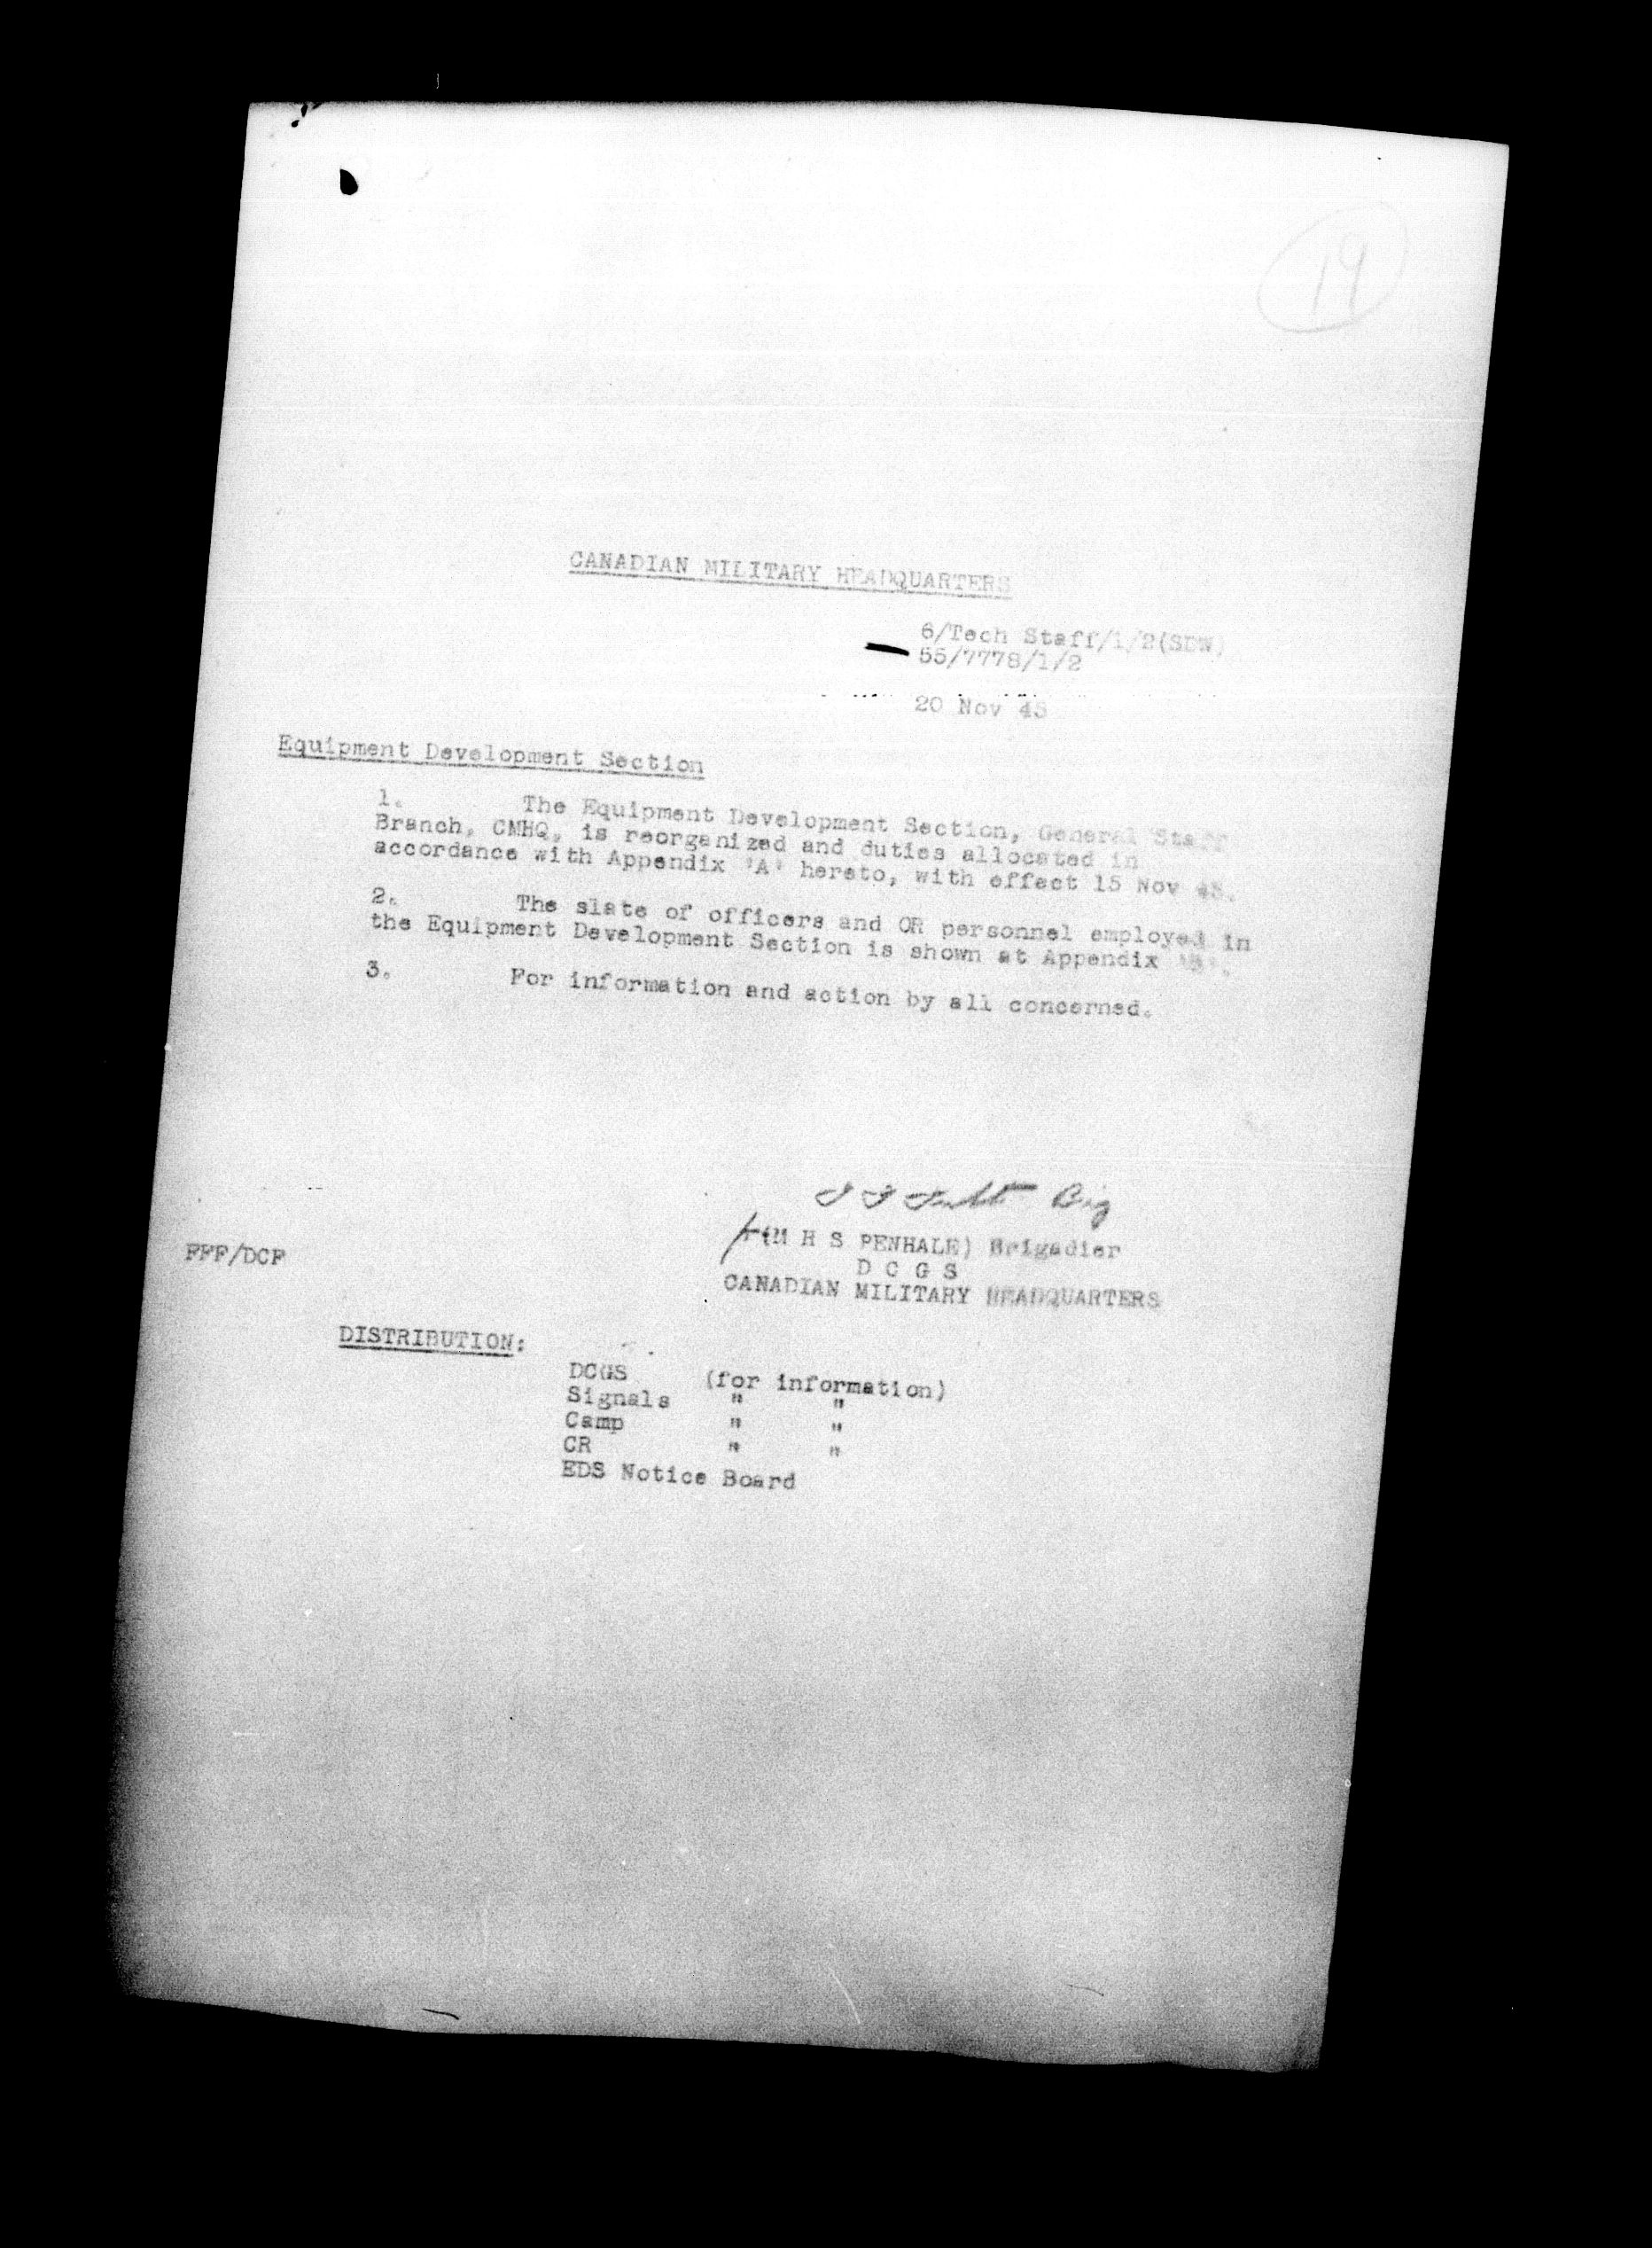 19
CANADIAN MILITARY HEADQUARTERS
6/Tech Staff/1/2(SDW)
55/7778/1/2
20 Nov 43
Equipment Development Section
1. The Equipment Development Section, General Staff
Branch, CMHQ, is reorganized and duties allocated in
accordance with Appendix 'A' hereto, with effect 15 Nov 43.
2. The slate of officers and OR personnel employed in
the Equipment Development Section is shown at Appendix
3. For information and action by all concerned.
Brig
(M H S PENHALE) Brigadier
FFF/DCF
D C G S
CANADIAN MILITARY HEADQUARTERS
DISTRIBUTION:
DCGS (for information)
Signals " "
Camp " "
CR " "
EDS Notice Board